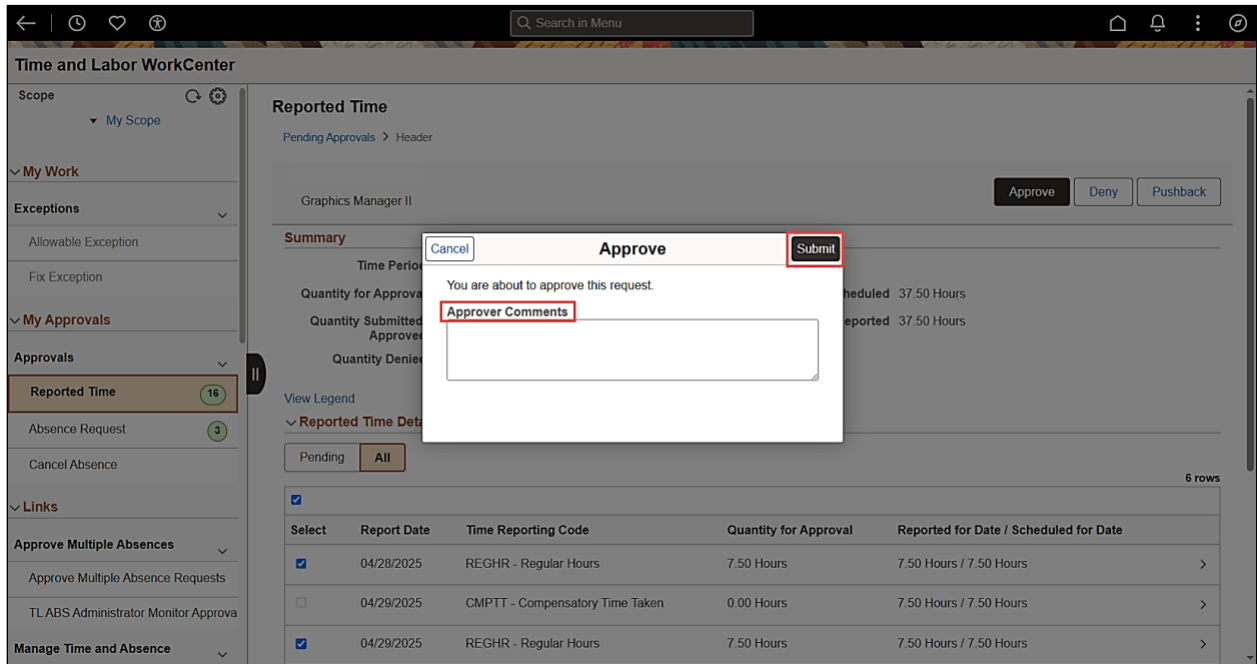 Search in Menu
Time and Labor WorkCenter
Scope
My Scope
My Work
Exceptions
Allowable Exception
Fix Exception
My Approvals
Approvals
Reported Time 16
Absence Request 3
Cancel Absence
Links
Approve Multiple Absences
Approve Multiple Absence Requests
TL ABS Administrator Monitor Approva
Manage Time and Absence
Reported Time
Pending Approvals > Header
Graphics Manager II
Approve Deny Pushback
Summary
Time Period
Quantity for Approva
heduled 37.50 Hours
Quantity Submitted
Approved
eported 37.50 Hours
Quantity Denied
Cancel Approve Submit
You are about to approve this request.
Approver Comments
View Legend
Reported Time Deta
Pending All
6 rows
Select Report Date Time Reporting Code Quantity for Approval Reported for Date / Scheduled for Date
04/28/2025 REGHR - Regular Hours 7.50 Hours 7.50 Hours / 7.50 Hours
04/29/2025 CMPTT - Compensatory Time Taken 0.00 Hours 7.50 Hours / 7.50 Hours
04/29/2025 REGHR - Regular Hours 7.50 Hours 7.50 Hours / 7.50 Hours